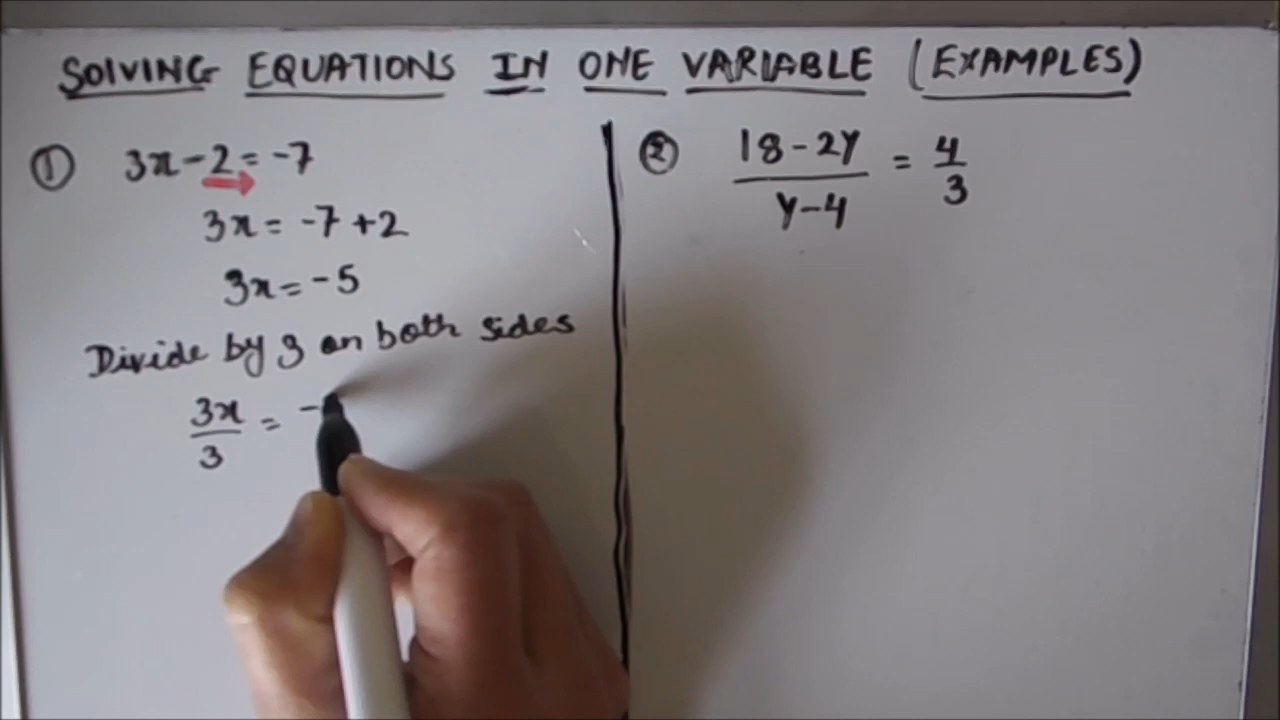 SOLVING EQUATIONS IN ONE VARIABLE (EXAMPLES)
① 3x-2=-7
3x = -7+2
3x = -5
Divide by 3 on both sides
3x/3 = -
② 18-2y/y-4 = 4/3